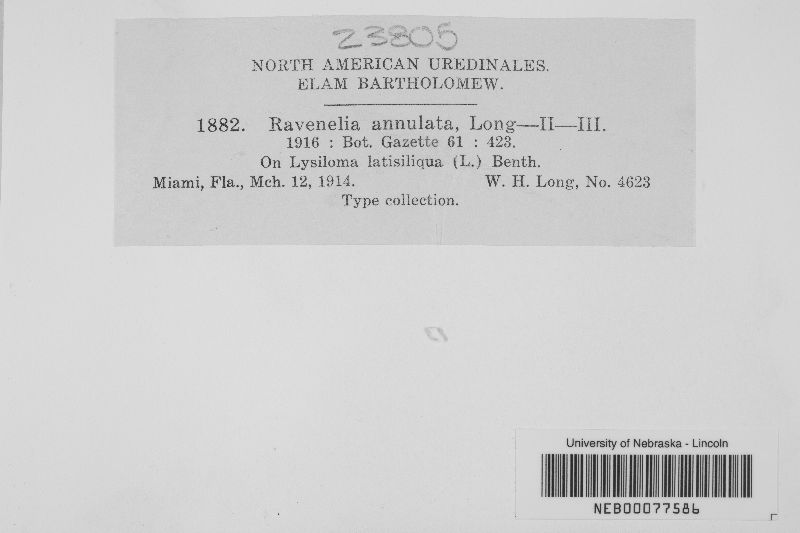 23805
NORTH AMERICAN UREDINALES.
ELAM BARTHOLOMEW.
1882. Ravenelia annulata, Long—II—III.
1916 : Bot. Gazette 61 : 423.
On Lysiloma latisiliqua (L.) Benth.
Miami, Fla., Mch. 12, 1914. W. H. Long, No. 4623
Type collection.
University of Nebraska - Lincoln
NEB00077586